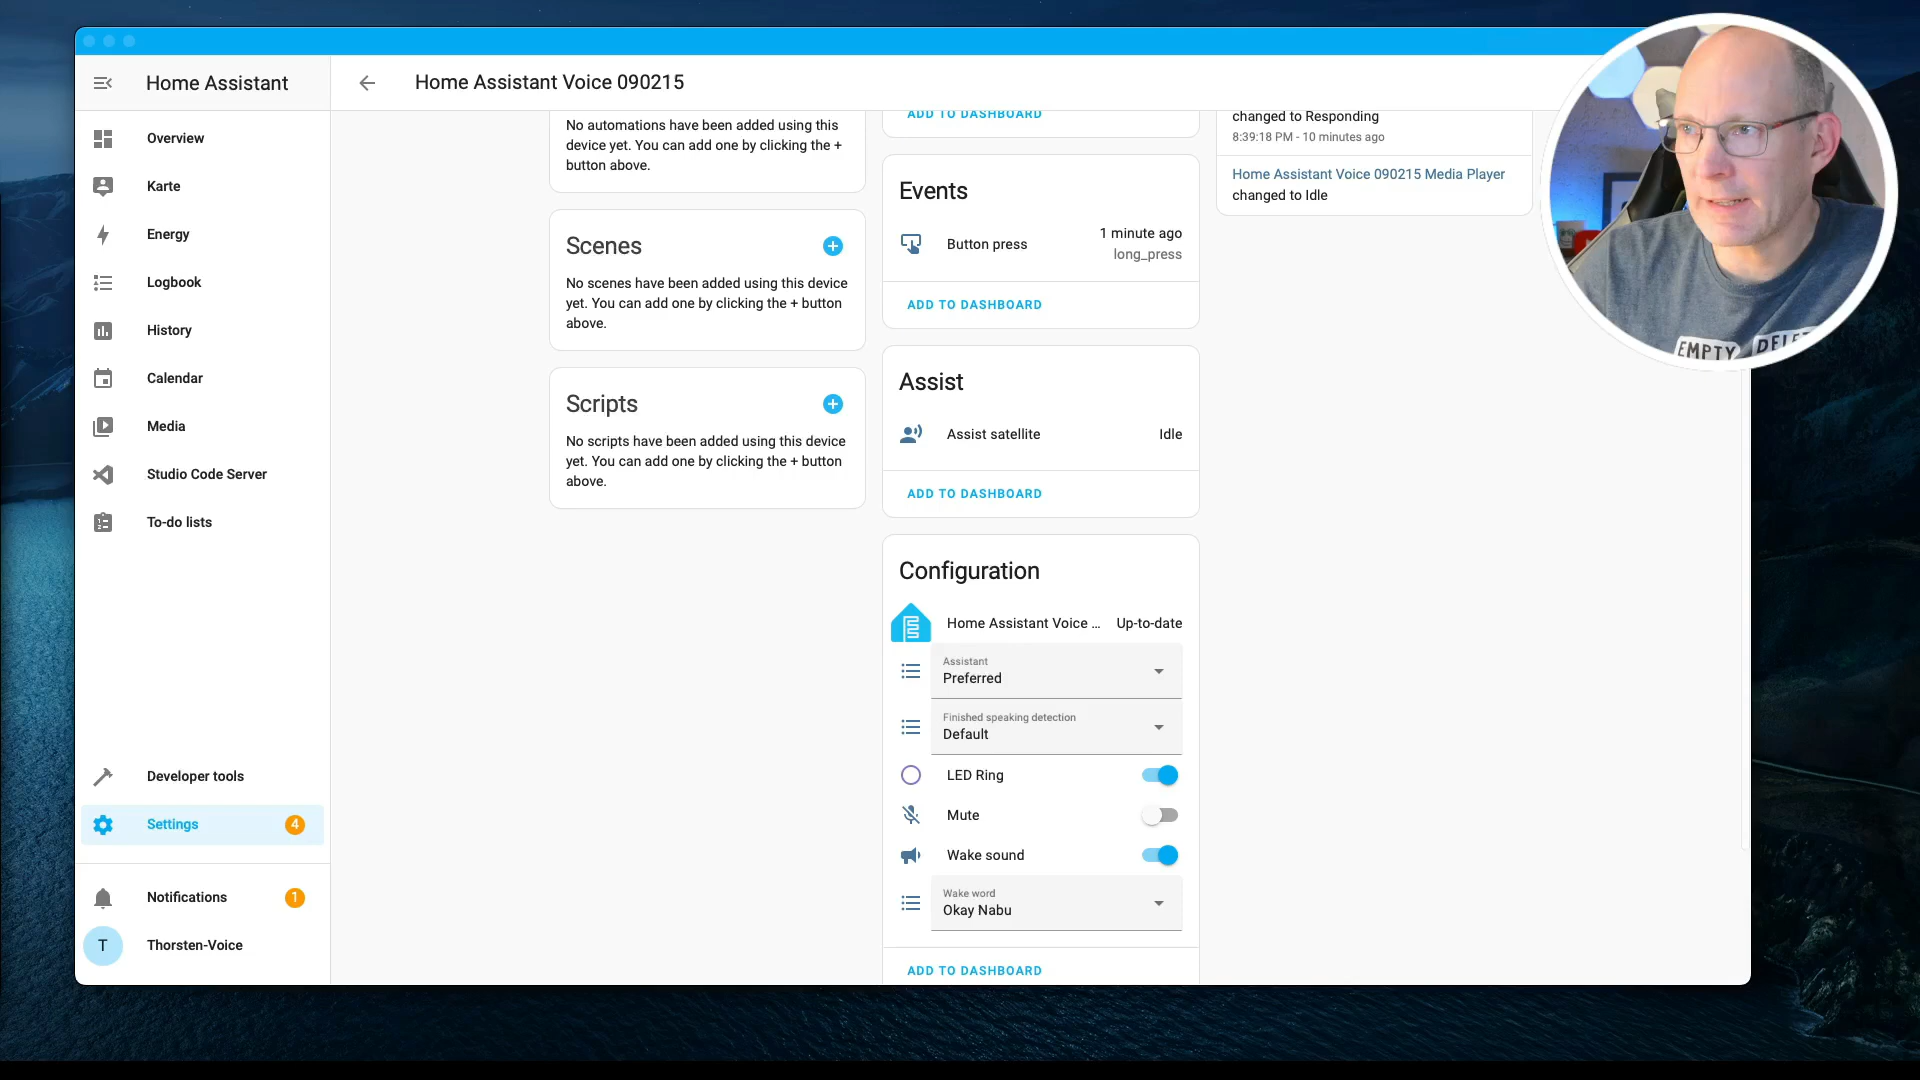 Home Assistant
Home Assistant Voice 090215
Overview
Karte
Energy
Logbook
History
Calendar
Media
Studio Code Server
To-do lists
Developer tools
Settings
4
Notifications
1
T
Thorsten-Voice
No automations have been added using this
device yet. You can add one by clicking the +
button above.
Scenes
No scenes have been added using this device
yet. You can add one by clicking the + button
above.
Scripts
No scripts have been added using this device
yet. You can add one by clicking the + button
above.
ADD TO DASHBOARD
Events
Button press
1 minute ago
long_press
ADD TO DASHBOARD
Assist
Assist satellite
Idle
ADD TO DASHBOARD
Configuration
Home Assistant Voice ...
Up-to-date
Assistant
Preferred
Finished speaking detection
Default
LED Ring
Mute
Wake sound
Wake word
Okay Nabu
ADD TO DASHBOARD
changed to Responding
8:39:18 PM - 10 minutes ago
Home Assistant Voice 090215 Media Player
changed to Idle
EMPTY